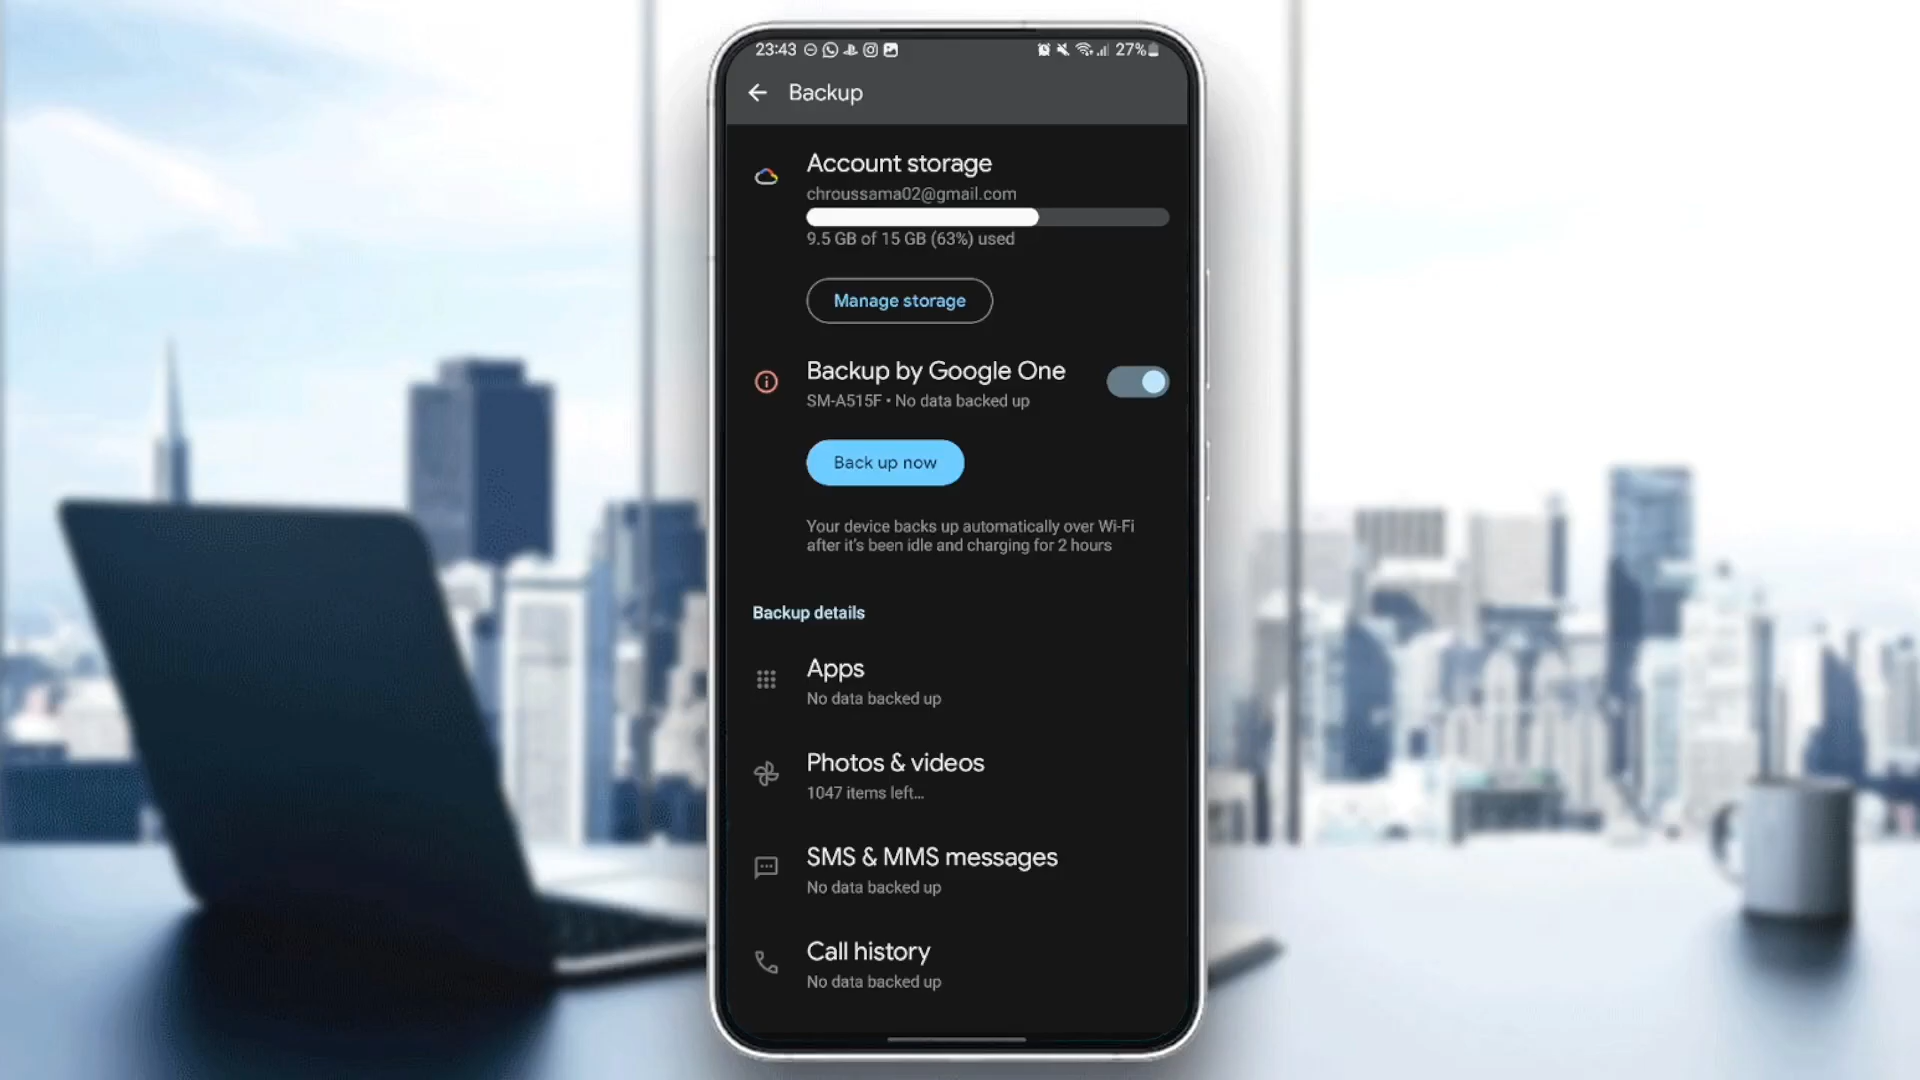 23:43
27%
Backup
Account storage
chroussama02@gmail.com
9.5 GB of 15 GB (63%) used
Manage storage
Backup by Google One
SM-A515F • No data backed up
Back up now
Your device backs up automatically over Wi-Fi
after it's been idle and charging for 2 hours
Backup details
Apps
No data backed up
Photos & videos
1047 items left...
SMS & MMS messages
No data backed up
Call history
No data backed up